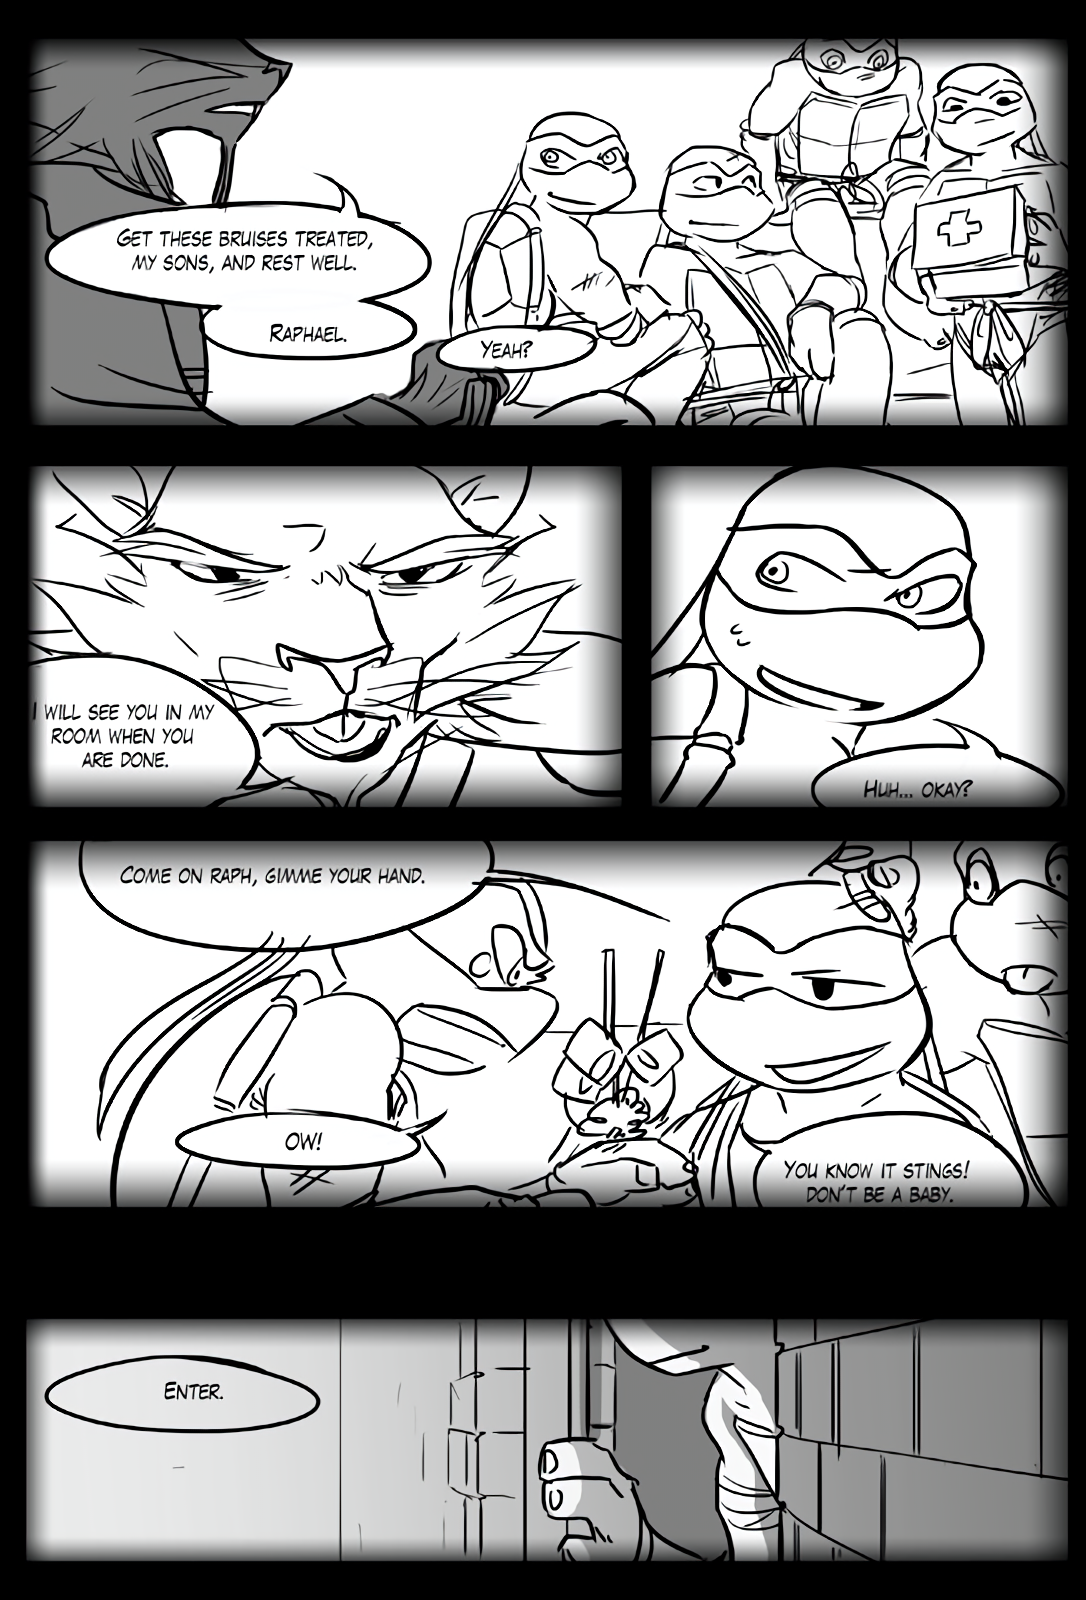 Get these bruises treated,
my sons, and rest well.
Raphael.
Yeah?
I will see you in my
room when you
are done.
Huh... okay?
Come on Raph, gimme your hand.
Ow!
You know it stings!
Don't be a baby.
Enter.